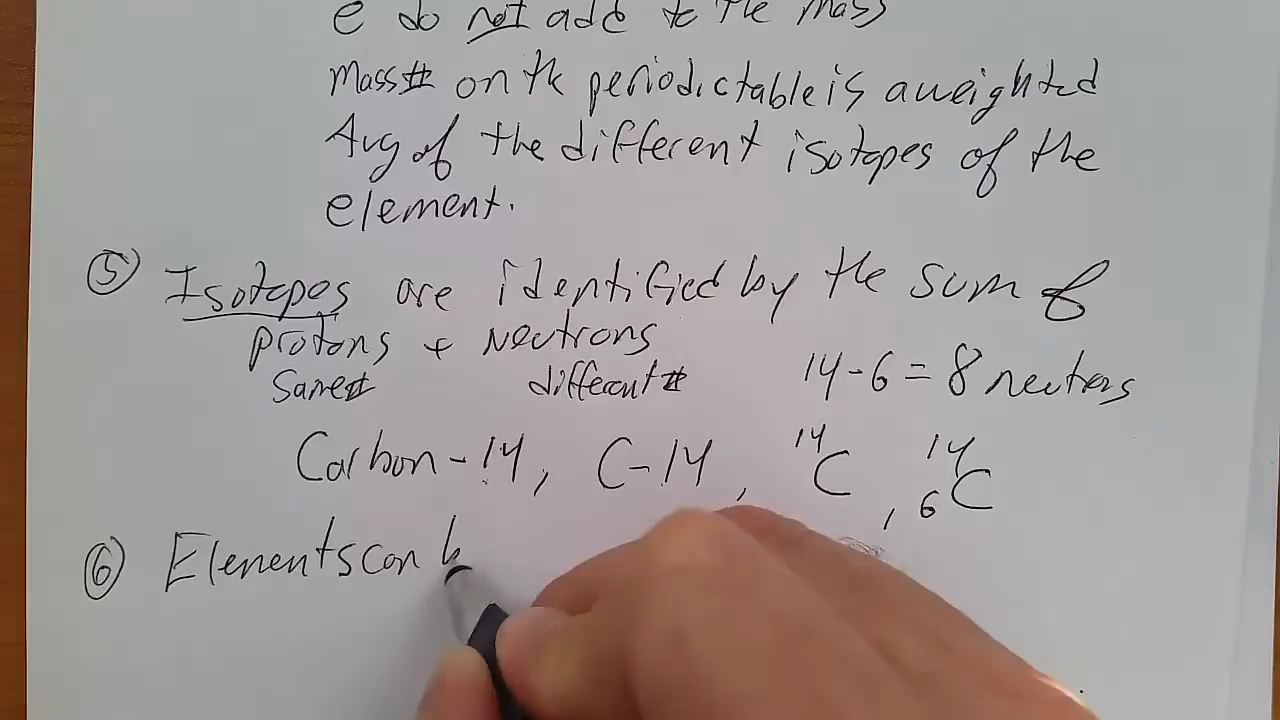 e do not add to the mass
Mass# on the periodic table is a weighted
Avg of the different isotopes of the
element.
⑤ Isotopes are identified by the sum of
protons + Neutrons
same# different# 14-6=8 neutrons
Carbon-14, C-14, ¹⁴C, ¹⁴₆C
⑥ Elements can b